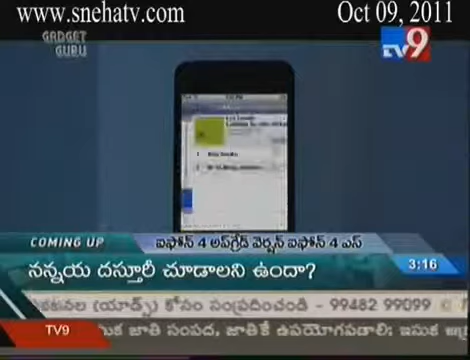 www.snehatv.com
Oct 09, 2011
GADGET
GURU
tv9
COMING UP
ఐఫోన్ 4 అప్‌గ్రేడ్ వెర్షన్ ఐఫోన్ 4 ఎస్
నన్నయ దస్తూరీ చూడాలని ఉందా?
3:16
(యాడ్స్) కోసం సంప్రదించండి - 99482 99099
TV9
జాతి సంపద, జాతికే ఉపయోగపడాలి: ఇసుక